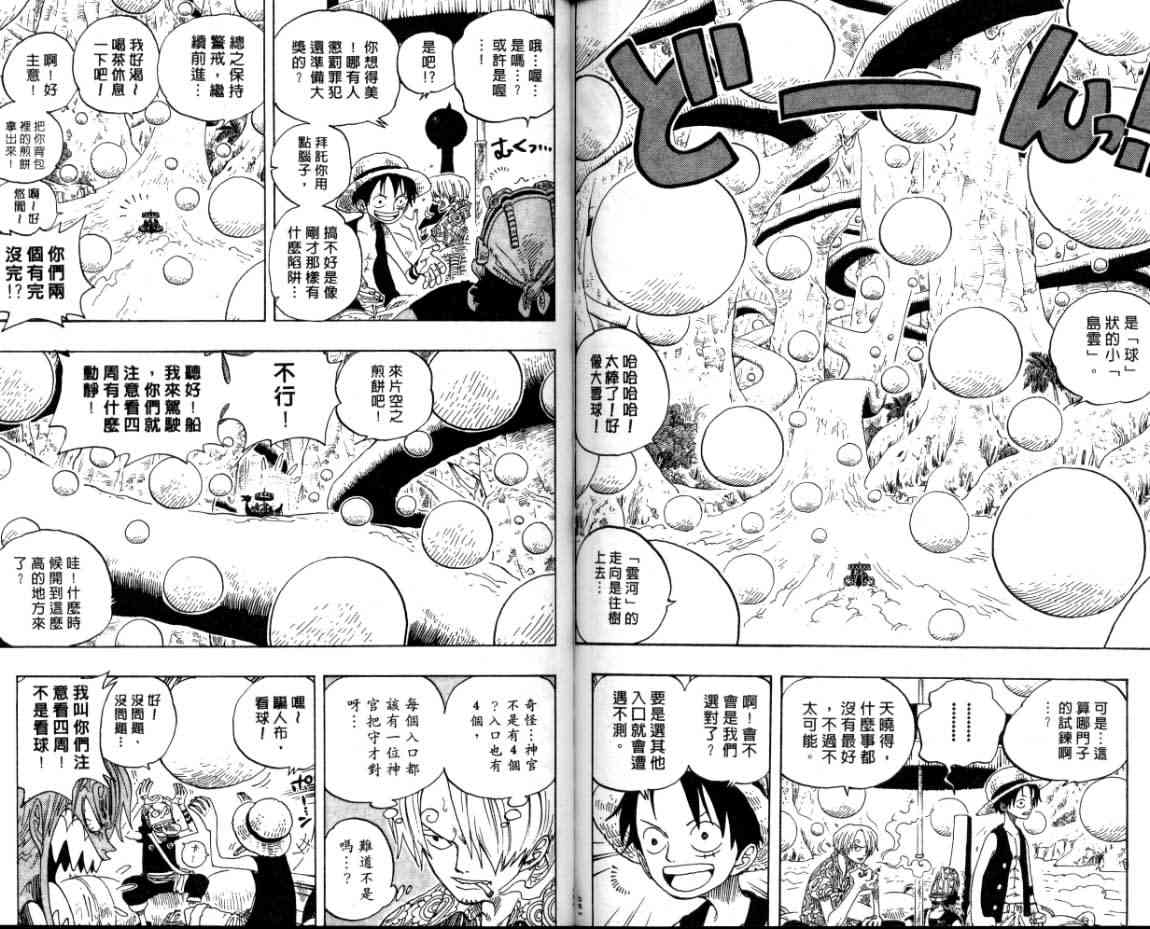 どーんっ!!
是「球」
狀的小「
島雲」。
哈哈哈哈!
太棒了!好
像大雪球!
「雲河」的
走向是往樹
上去…
可是…這
算哪門子
的試鍊啊
…?
………
……
天曉得,
什麼事都
沒有最好
,不過不
太可能。
啊!會不
會是我們
選對了?
要是選其他
入口就會遭
遇不測。
哦…喔…
是嗎…?
或許是喔
…!
是吧!?
你想得美
!哪有人
懲罰罪犯
還準備大
獎的?
むくっ…
拜託你用
點腦子,
搞不好是像
剛才那樣有
什麼陷阱…
總之保持
警戒,繼
續前進…
我好渴~
喝茶休息
一下吧!
啊!好
主意!
把你背包
裡的煎餅
拿出來!
啊~好
悠閒~
你們兩
個有完
沒完!?
來片空之
煎餅吧!
不行!
聽好!船
我來駕駛
,你們就
注意看四
周有什麼
動靜!
哇!什麼時
候開到這麼
高的地方來
了?
奇怪…神官
不是有4個
?入口也有
4個,
每個入口都
該有一位神
官把守才對
呀…
難道不是
嗎…?
嘿~
騙人布,
看球!
ポーン
好!
沒問題、
沒問題…
我叫你們注
意看四周!
不是看球!